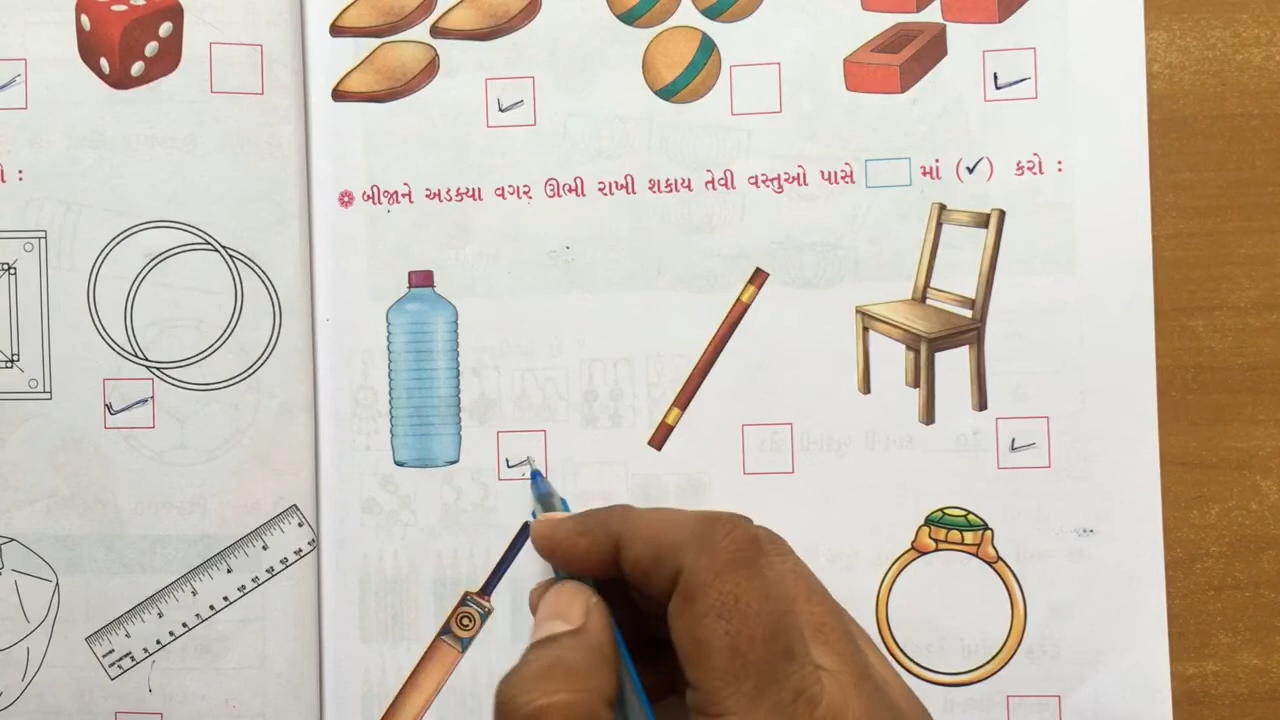 ો :
બીજાને અડક્યા વગર ઊભી રાખી શકાય તેવી વસ્તુઓ પાસે માં (✓) કરો :